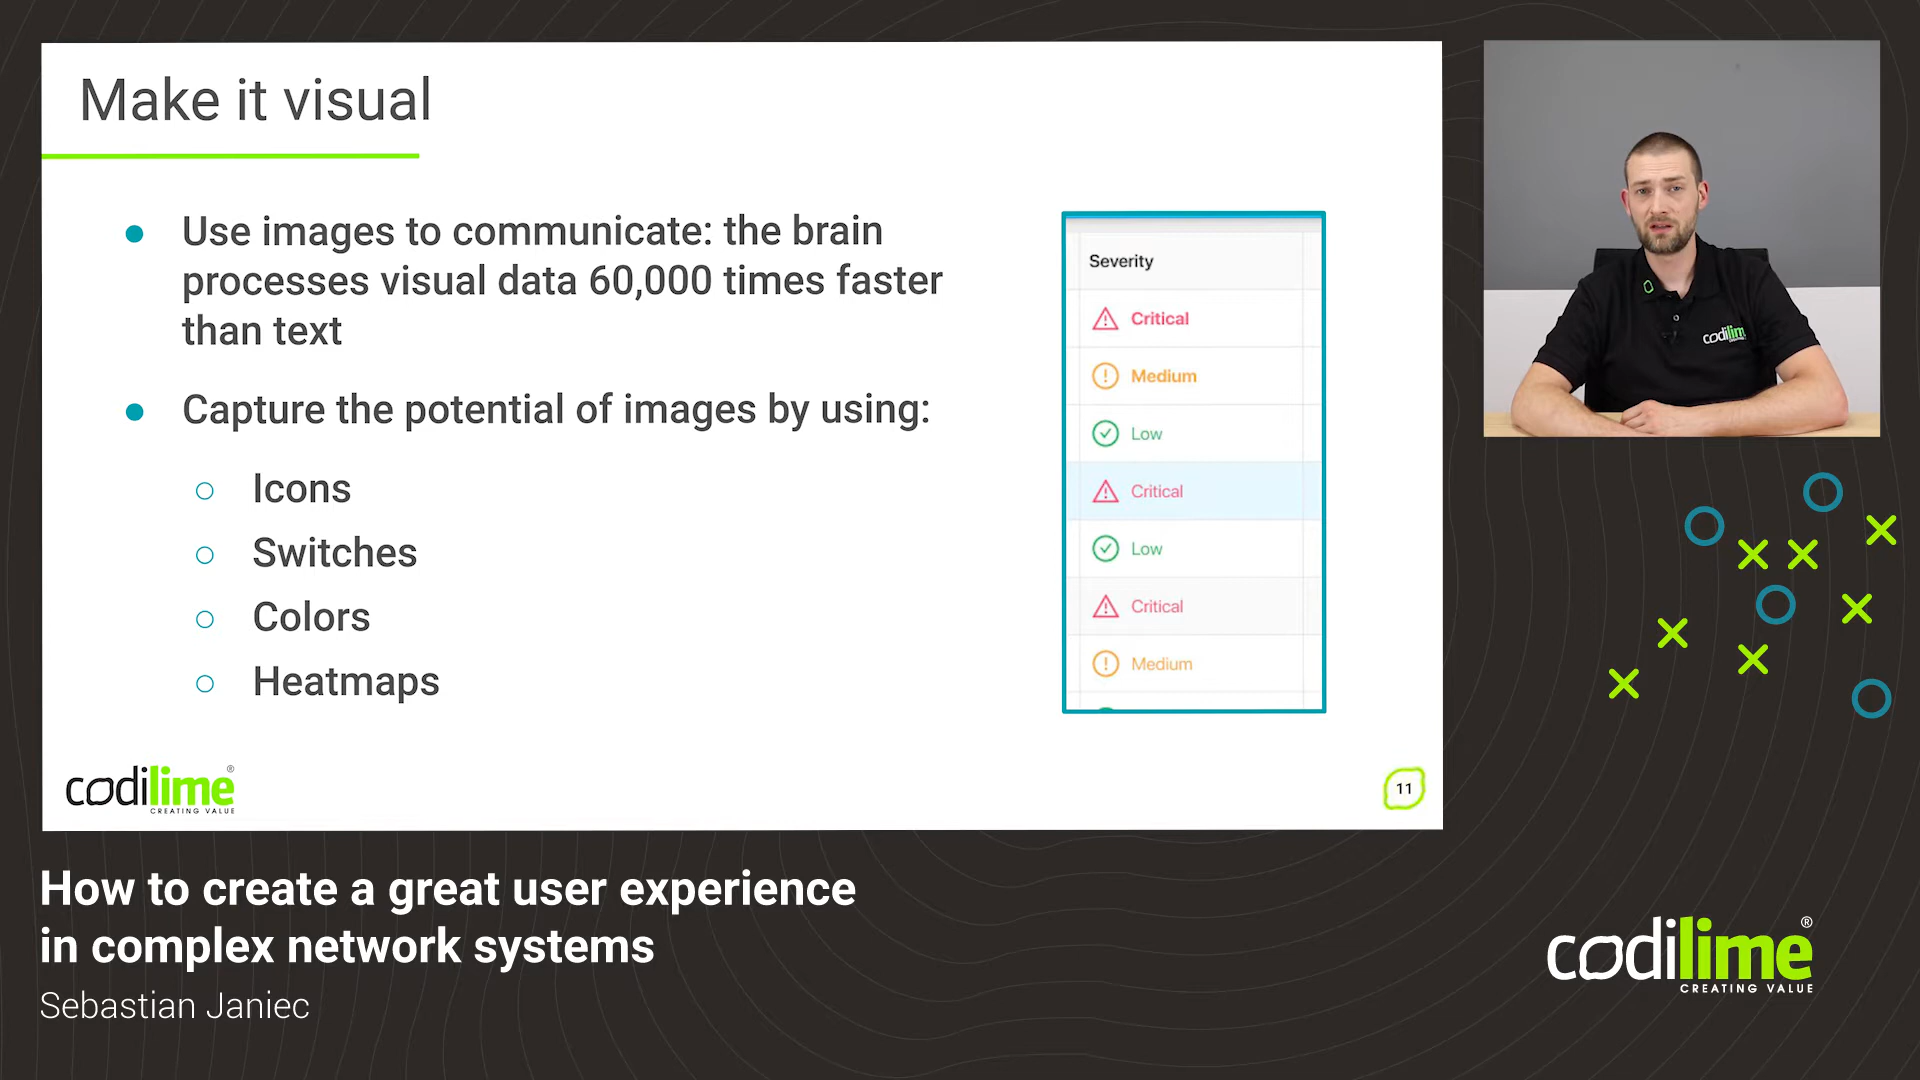 Make it visual
Use images to communicate: the brain
processes visual data 60,000 times faster
than text
Capture the potential of images by using:
Icons
Switches
Colors
Heatmaps
Severity
Critical
Medium
Low
Critical
Low
Critical
Medium
codilime®
CREATING VALUE
11
codilime
How to create a great user experience
in complex network systems
Sebastian Janiec
codilime®
CREATING VALUE